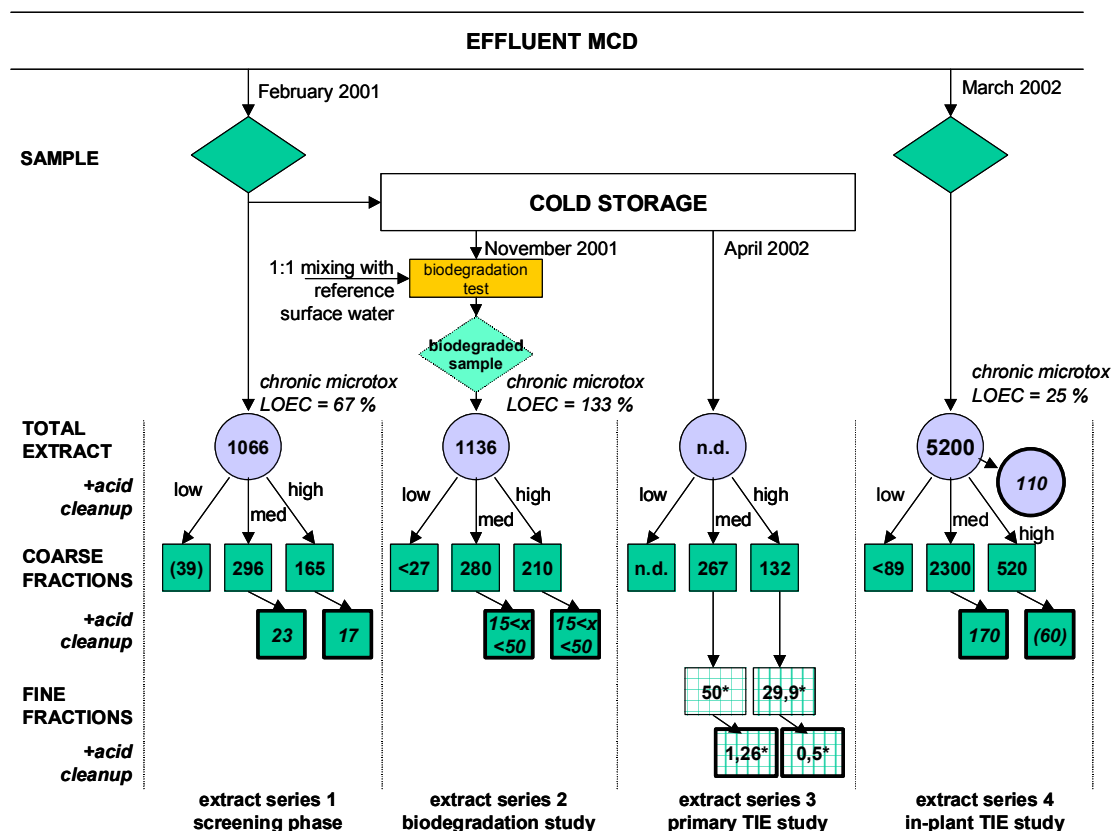 EFFLUENT MCD
February 2001
March 2002
SAMPLE
COLD STORAGE
November 2001
April 2002
1:1 mixing with
reference
surface water
biodegradation
test
biodegraded
sample
chronic microtox
LOEC = 67 %
chronic microtox
LOEC = 133 %
chronic microtox
LOEC = 25 %
TOTAL
EXTRACT
1066
1136
n.d.
5200
110
+acid
cleanup
low
med
high
low
med
high
low
med
high
low
med
high
COARSE
FRACTIONS
(39)
296
165
<27
280
210
n.d.
267
132
<89
2300
520
+acid
cleanup
23
17
15<x
<50
15<x
<50
170
(60)
FINE
FRACTIONS
50*
29,9*
+acid
cleanup
1,26*
0,5*
extract series 1
screening phase
extract series 2
biodegradation study
extract series 3
primary TIE study
extract series 4
in-plant TIE study